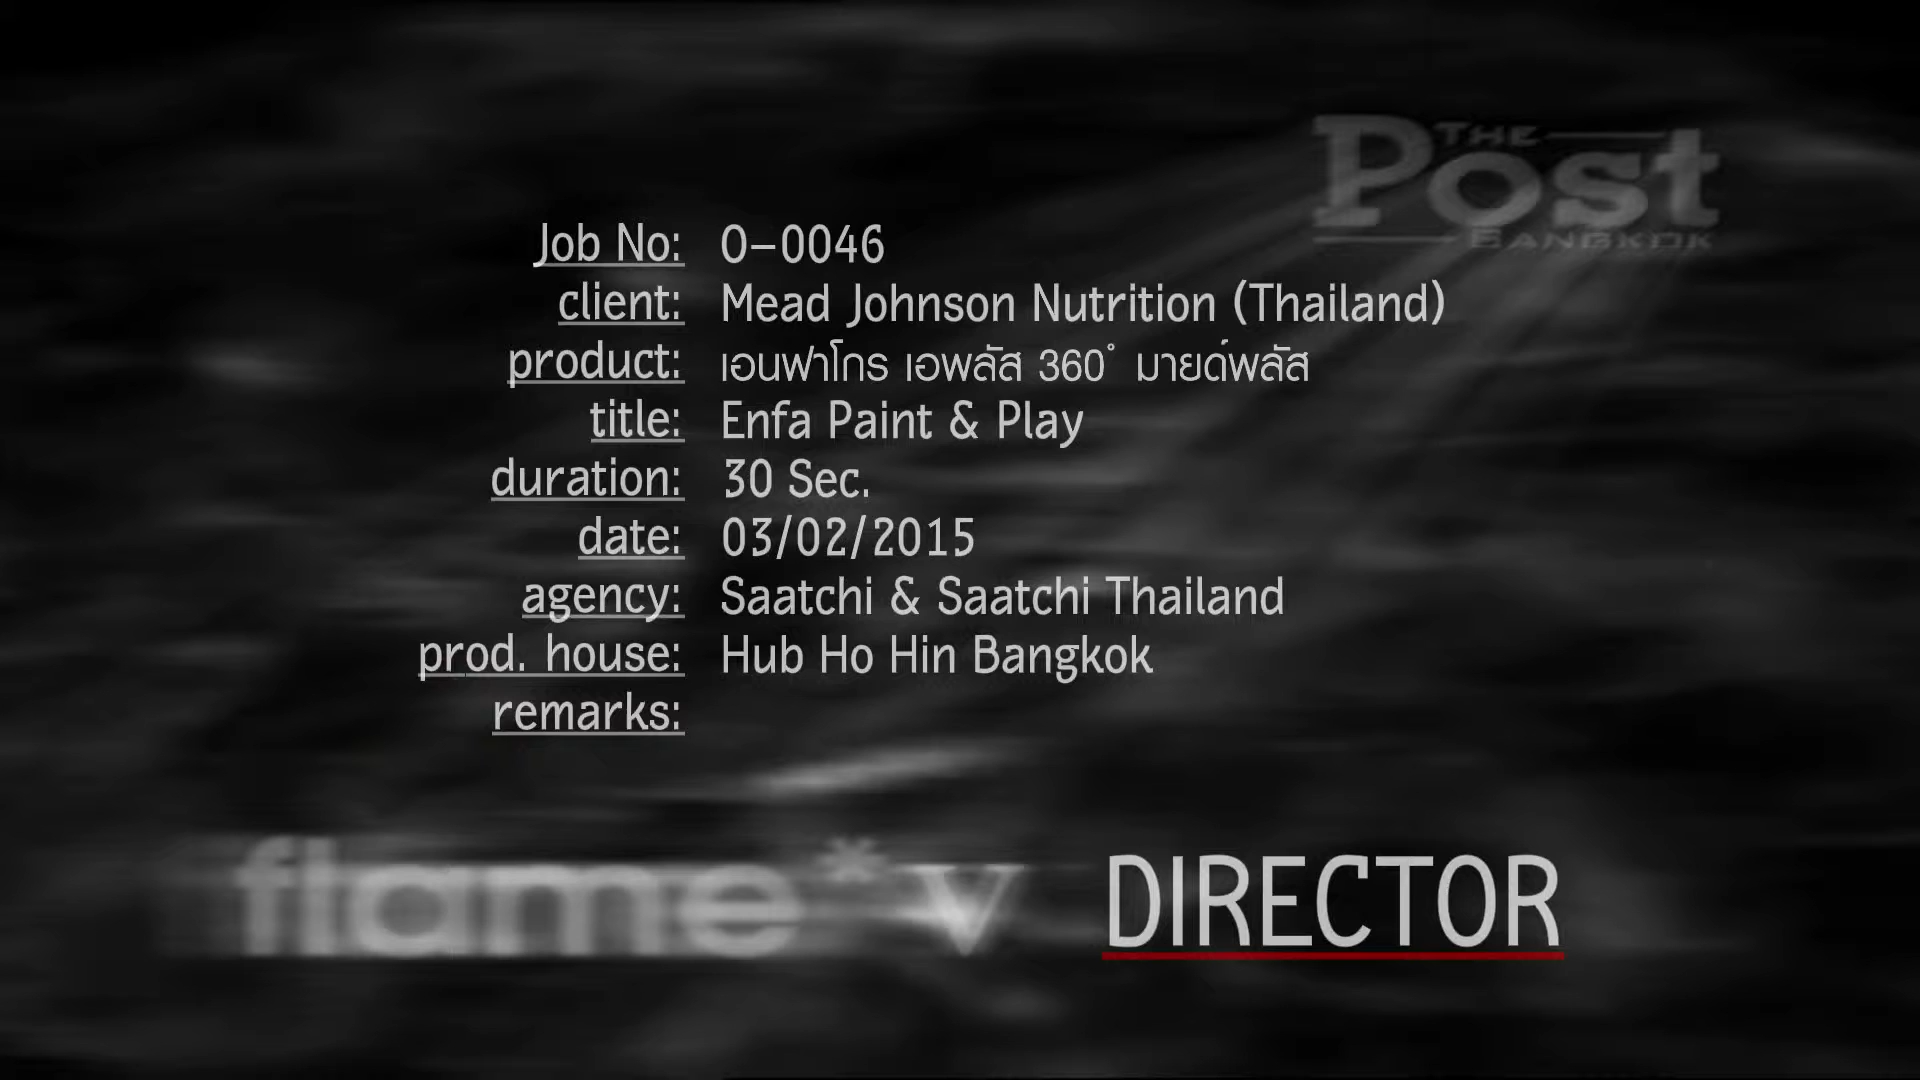 THE
Post
BANGKOK
Job No: O-0046
client: Mead Johnson Nutrition (Thailand)
product: เอนฟาโกร เอพลัส 360° มายด์พลัส
title: Enfa Paint & Play
duration: 30 Sec.
date: 03/02/2015
agency: Saatchi & Saatchi Thailand
prod. house: Hub Ho Hin Bangkok
remarks:
flame*v DIRECTOR